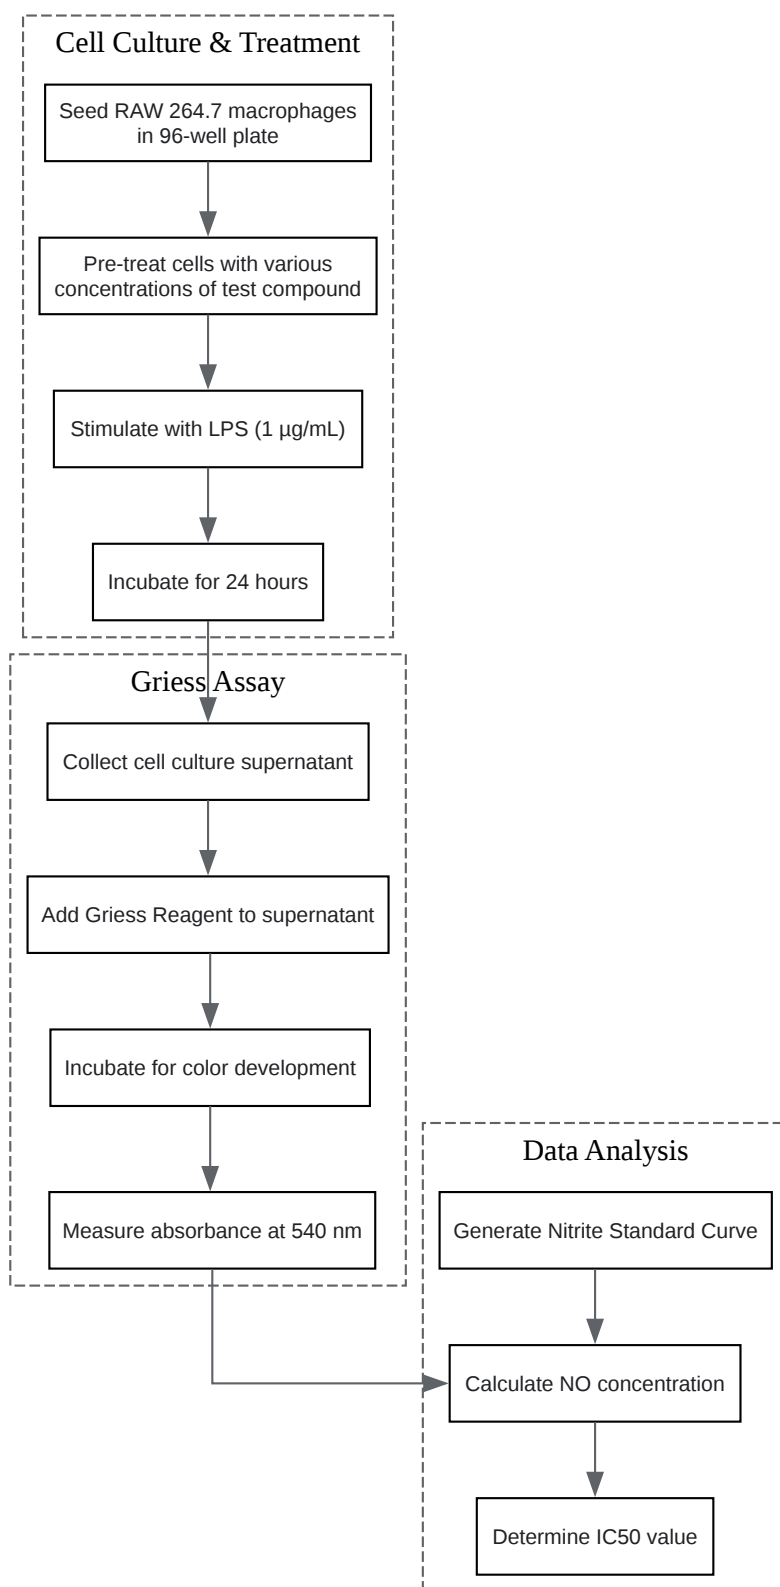 Cell Culture & Treatment
Seed RAW 264.7 macrophages
in 96-well plate
Pre-treat cells with various
concentrations of test compound
Stimulate with LPS (1 µg/mL)
Incubate for 24 hours
Griess Assay
Collect cell culture supernatant
Add Griess Reagent to supernatant
Incubate for color development
Measure absorbance at 540 nm
Data Analysis
Generate Nitrite Standard Curve
Calculate NO concentration
Determine IC50 value